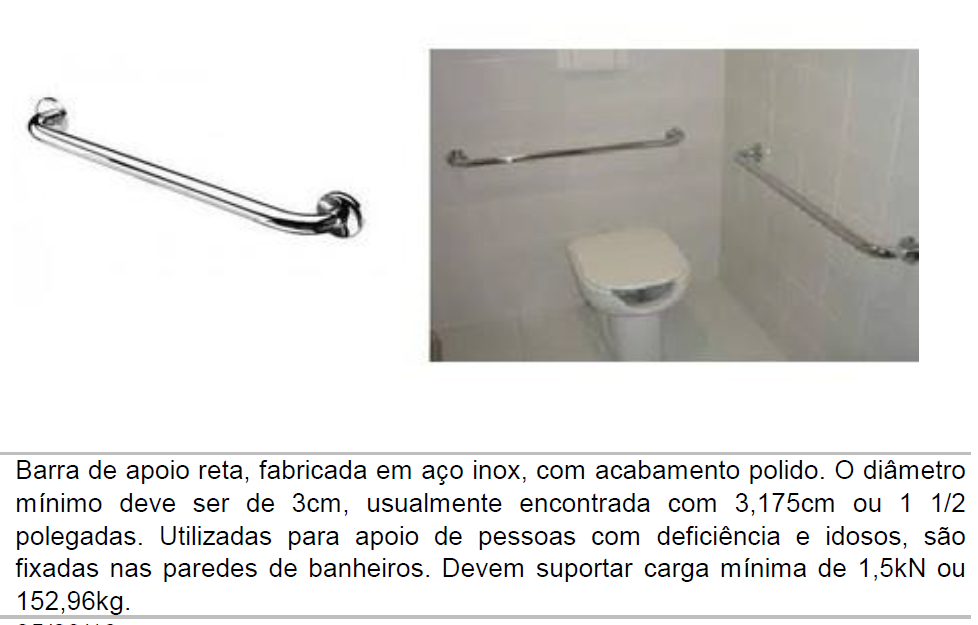 Barra de apoio reta, fabricada em aço inox, com acabamento polido. O diâmetro
mínimo deve ser de 3cm, usualmente encontrada com 3,175cm ou 1 1/2
polegadas. Utilizadas para apoio de pessoas com deficiência e idosos, são
fixadas nas paredes de banheiros. Devem suportar carga mínima de 1,5kN ou
152,96kg.